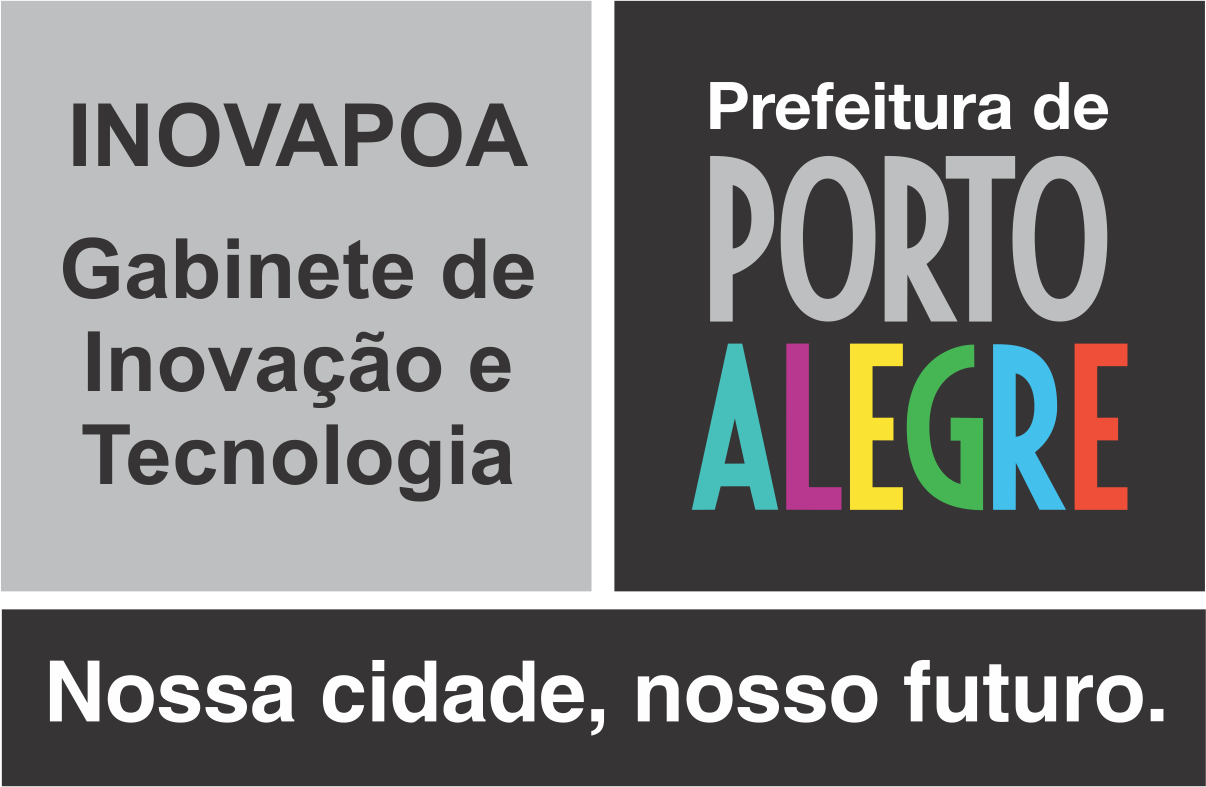 INOVAPOA
Gabinete de
Inovação e
Tecnologia
Prefeitura de
PORTO
ALEGRE
Nossa cidade, nosso futuro.